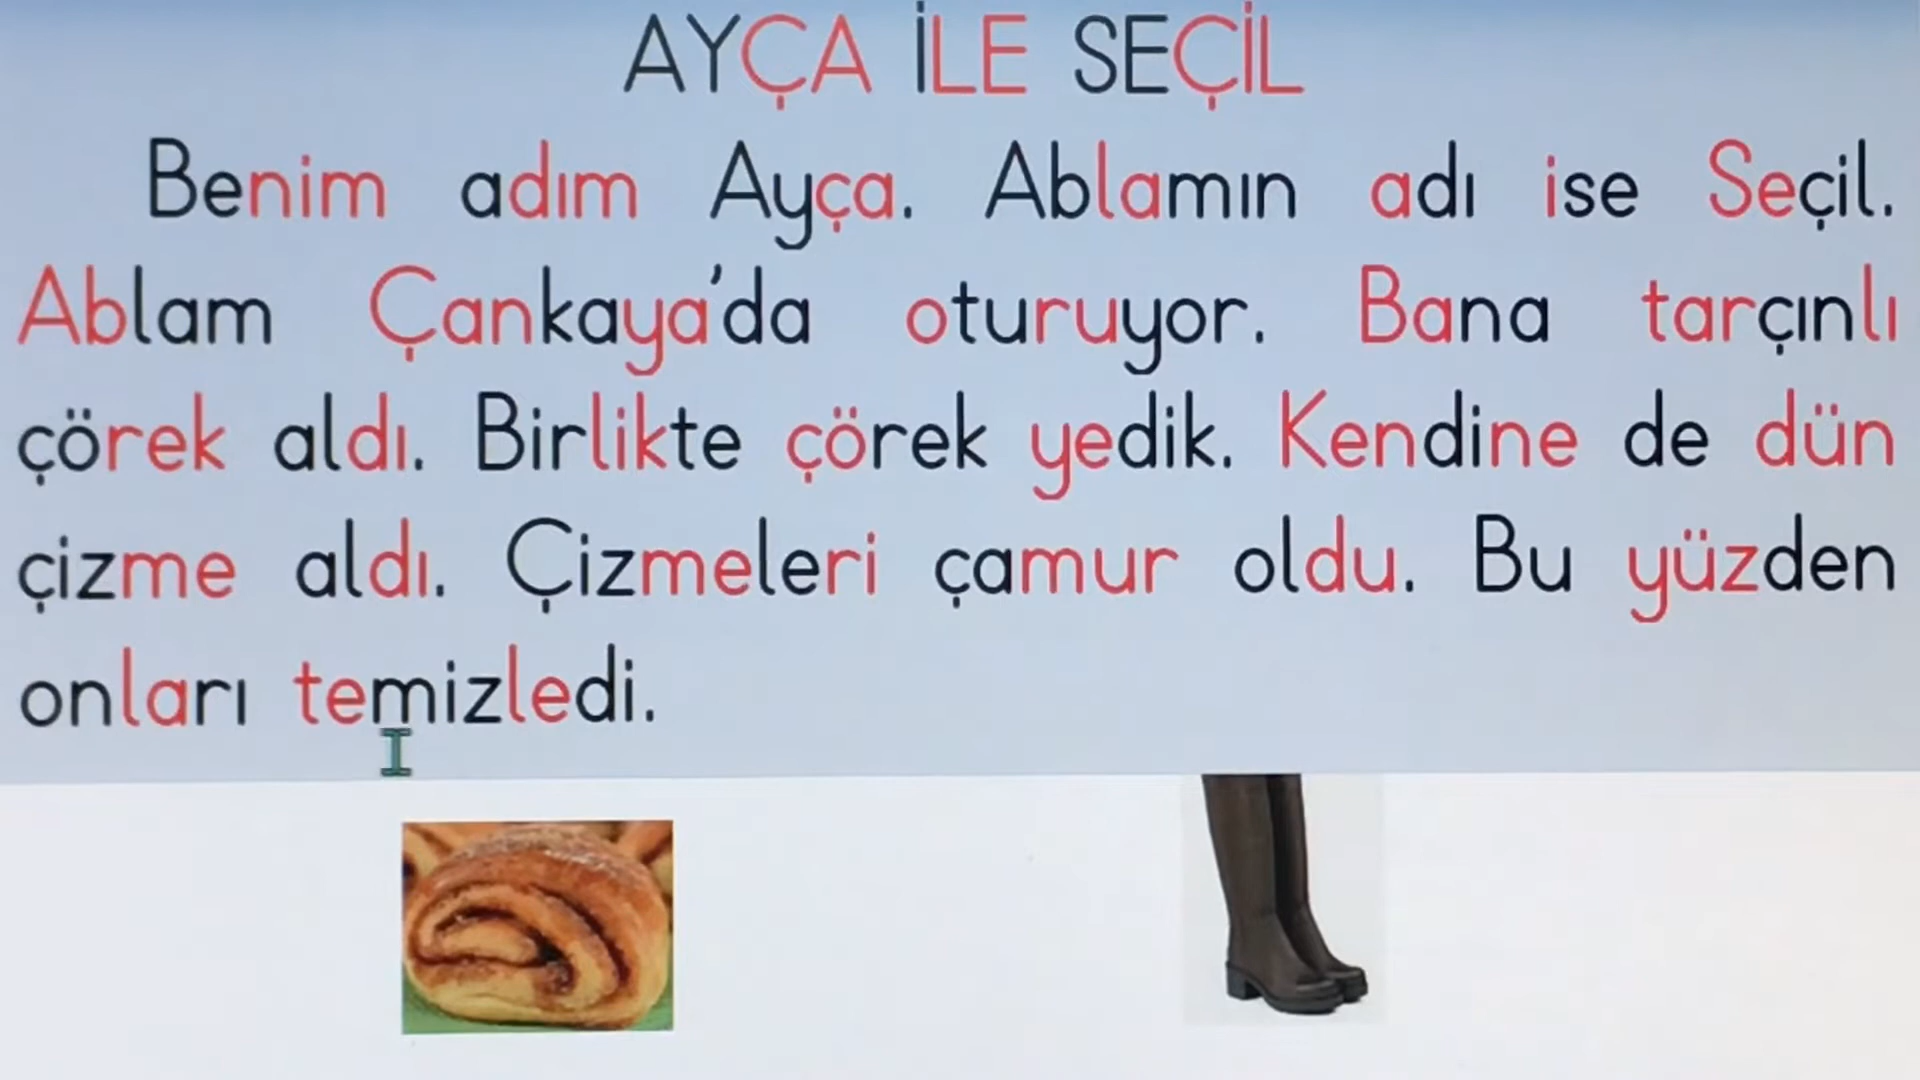 AYÇA İLE SEÇİL
Benim adım Ayça. Ablamın adı ise Seçil.
Ablam Çankaya'da oturuyor. Bana tarçınlı
çörek aldı. Birlikte çörek yedik. Kendine de dün
çizme aldı. Çizmeleri çamur oldu. Bu yüzden
onları temizledi.